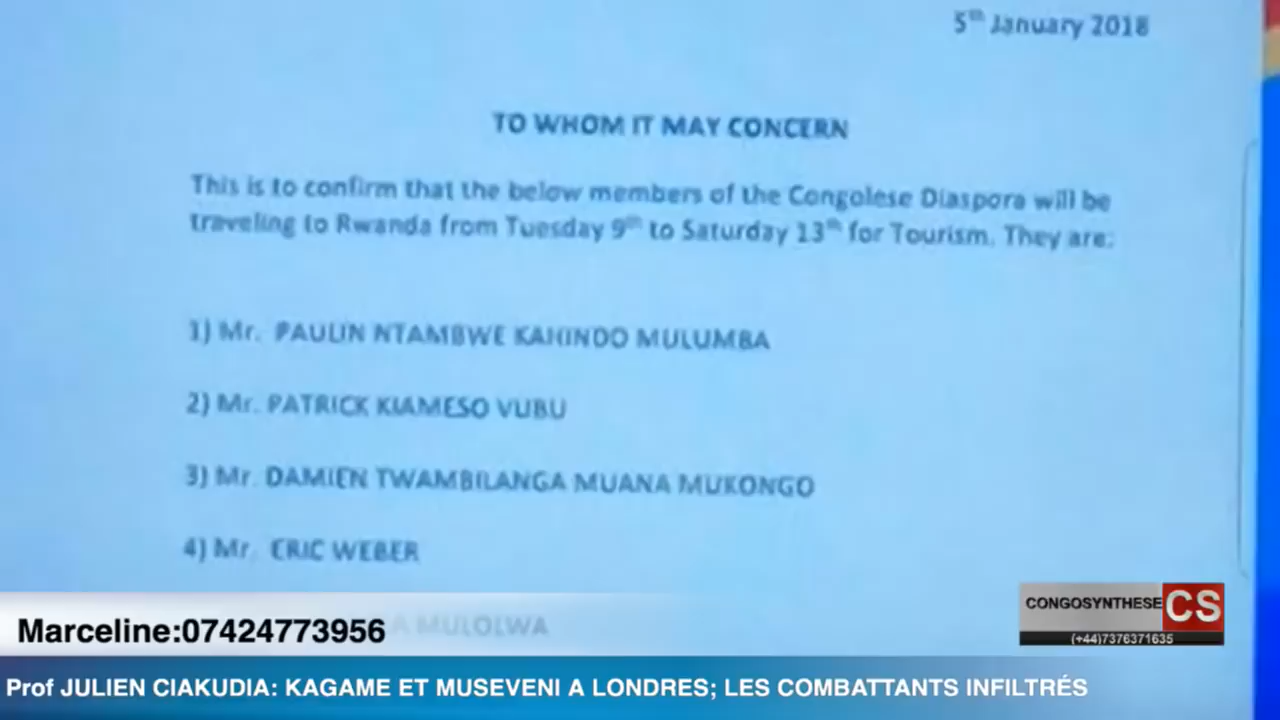 5th January 2018
TO WHOM IT MAY CONCERN
This is to confirm that the below members of the Congolese Diaspora will be
traveling to Rwanda from Tuesday 9th to Saturday 13th for Tourism. They are:
1) Mr. PAULIN NTAMBWE KAHINDO MULUMBA
2) Mr. PATRICK KIAMESO VUBU
3) Mr. DAMIEN TWAMBILANGA MUANA MUKONGO
4) Mr. ERIC WEBER
MULOLWA
Marceline:07424773956
CONGOSYNTHESE CS
(+44)7376371635
Prof JULIEN CIAKUDIA: KAGAME ET MUSEVENI A LONDRES; LES COMBATTANTS INFILTRÉS